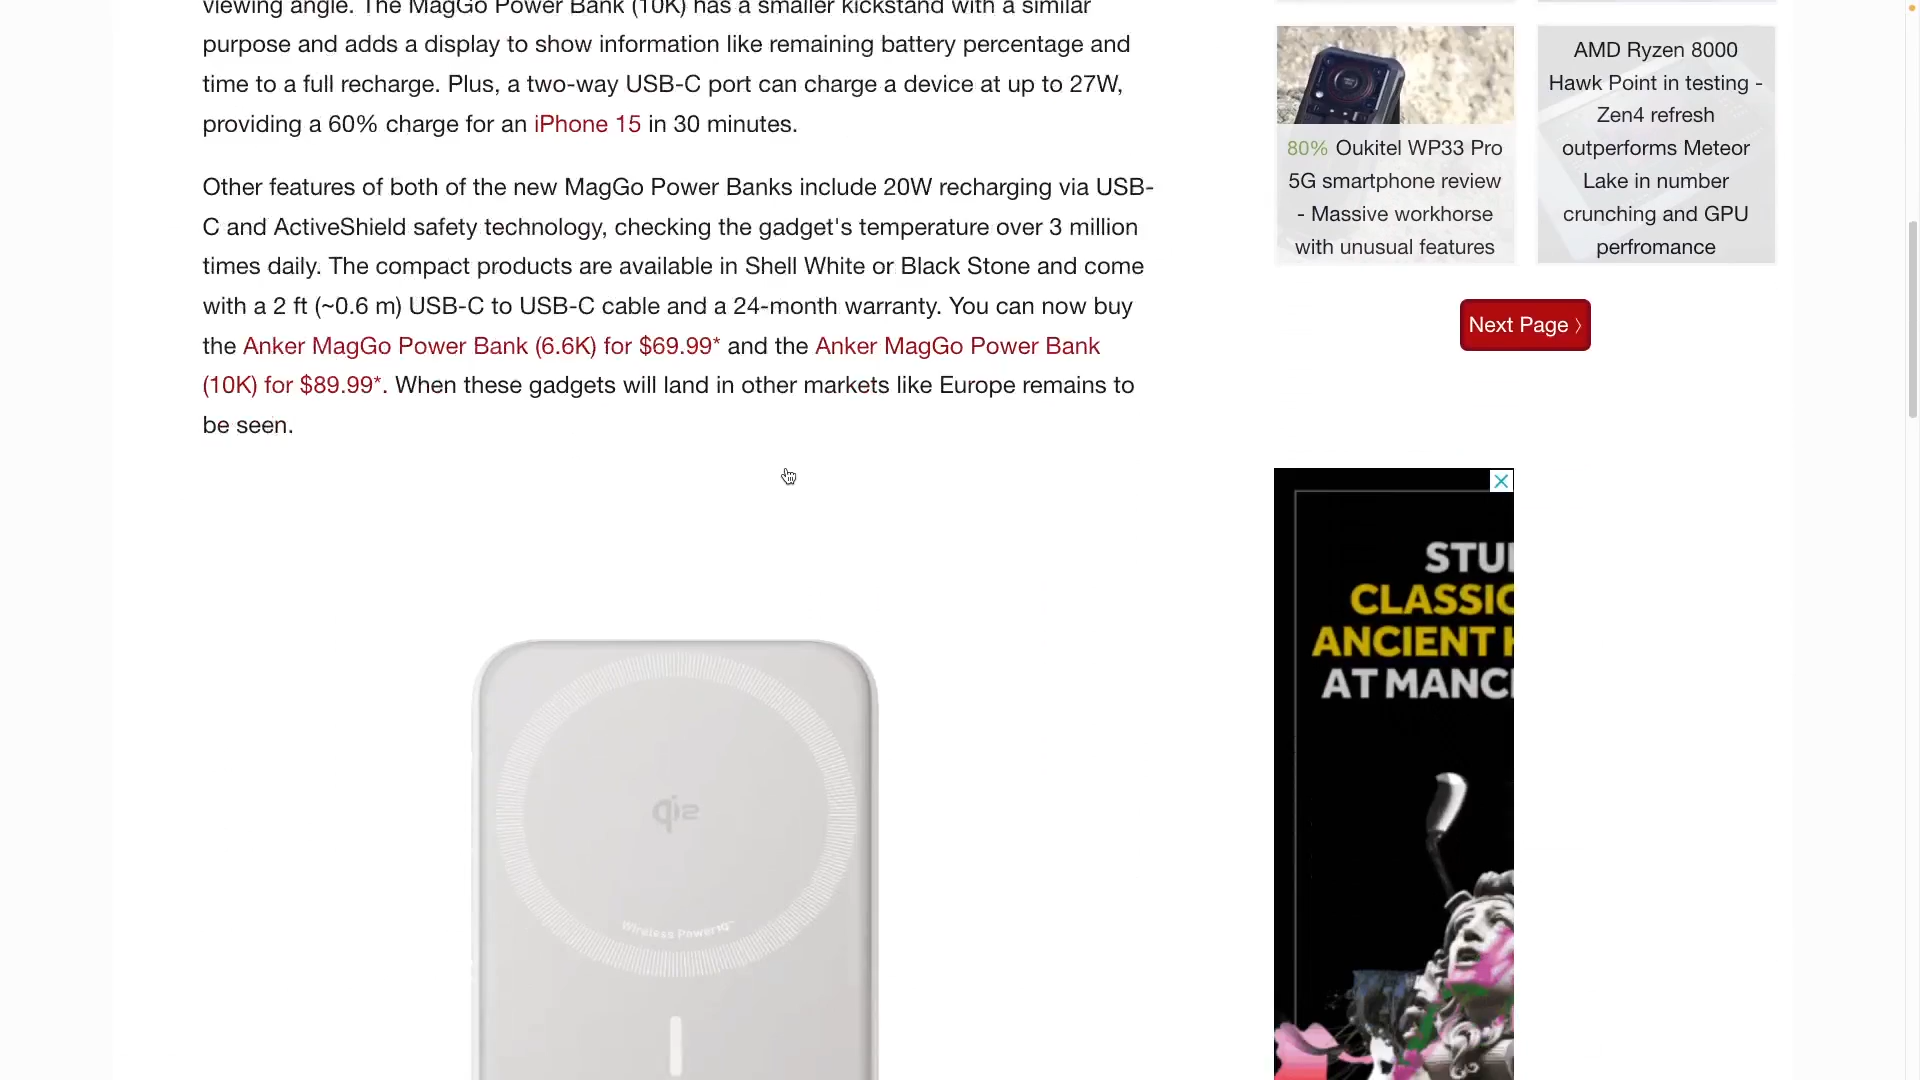 viewing angle. The MagGo Power Bank (10K) has a smaller kickstand with a similar
purpose and adds a display to show information like remaining battery percentage and
time to a full recharge. Plus, a two-way USB-C port can charge a device at up to 27W,
providing a 60% charge for an iPhone 15 in 30 minutes.
Other features of both of the new MagGo Power Banks include 20W recharging via USB-
C and ActiveShield safety technology, checking the gadget's temperature over 3 million
times daily. The compact products are available in Shell White or Black Stone and come
with a 2 ft (~0.6 m) USB-C to USB-C cable and a 24-month warranty. You can now buy
the Anker MagGo Power Bank (6.6K) for $69.99* and the Anker MagGo Power Bank
(10K) for $89.99*. When these gadgets will land in other markets like Europe remains to
be seen.
qi2
Wireless PowerIQ™
80% Oukitel WP33 Pro
5G smartphone review
- Massive workhorse
with unusual features
AMD Ryzen 8000
Hawk Point in testing -
Zen4 refresh
outperforms Meteor
Lake in number
crunching and GPU
perfromance
Next Page 〉
STU
CLASSIC
ANCIENT
AT MANC